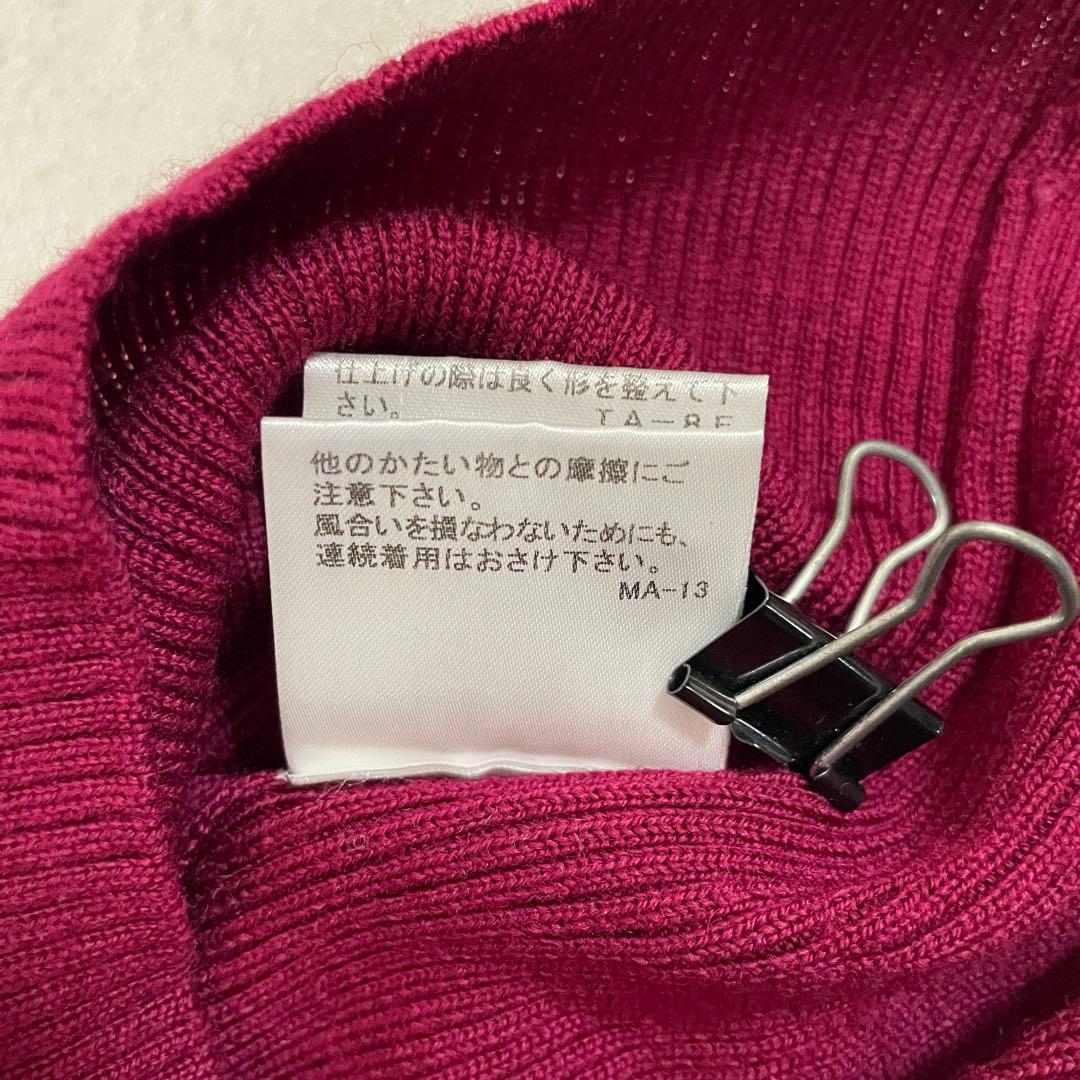 仕上げの際は良く形を整えて下
さい。
TA-8F
他のかたい物との摩擦にご
注意下さい。
風合いを損なわないためにも、
連続着用はおさけ下さい。
MA-13